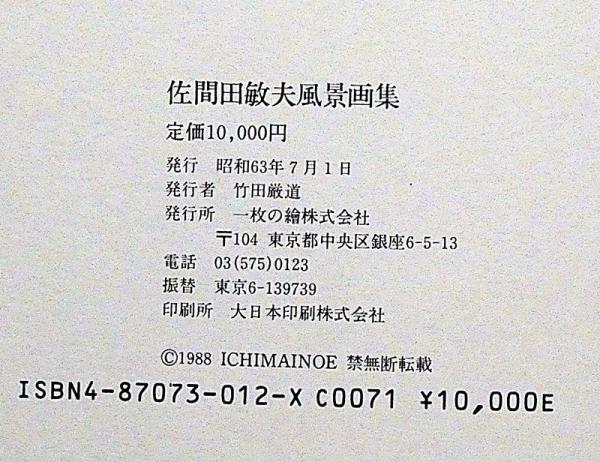 佐間田敏夫風景画集
定価10,000円
発行 昭和63年7月1日
発行者 竹田厳道
発行所 一枚の繪株式会社
〒104 東京都中央区銀座6-5-13
電話 03(575)0123
振替 東京6-139739
印刷所 大日本印刷株式会社
©1988 ICHIMAINOE 禁無断転載
ISBN4-87073-012-X C0071 ¥10,000E